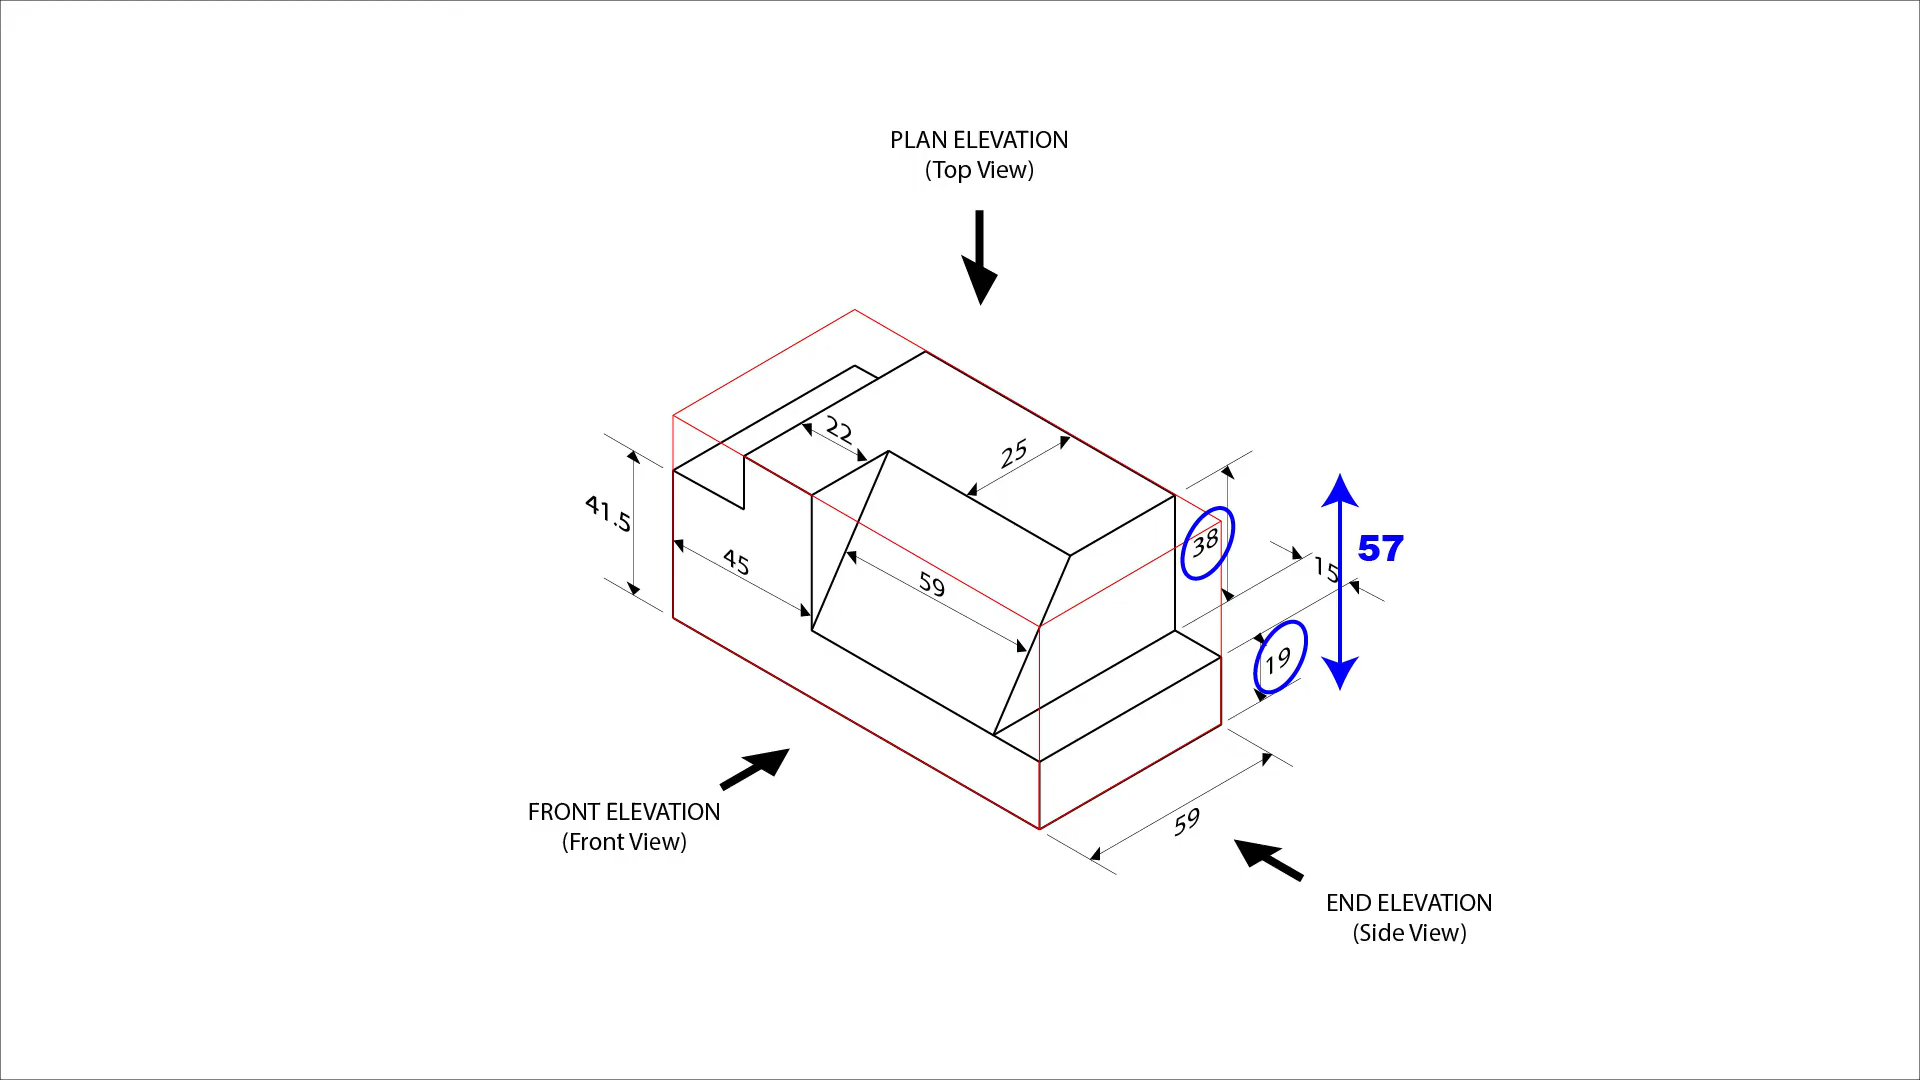 PLAN ELEVATION
(Top View)
22
25
41.5
45
59
38
15
57
19
59
FRONT ELEVATION
(Front View)
END ELEVATION
(Side View)